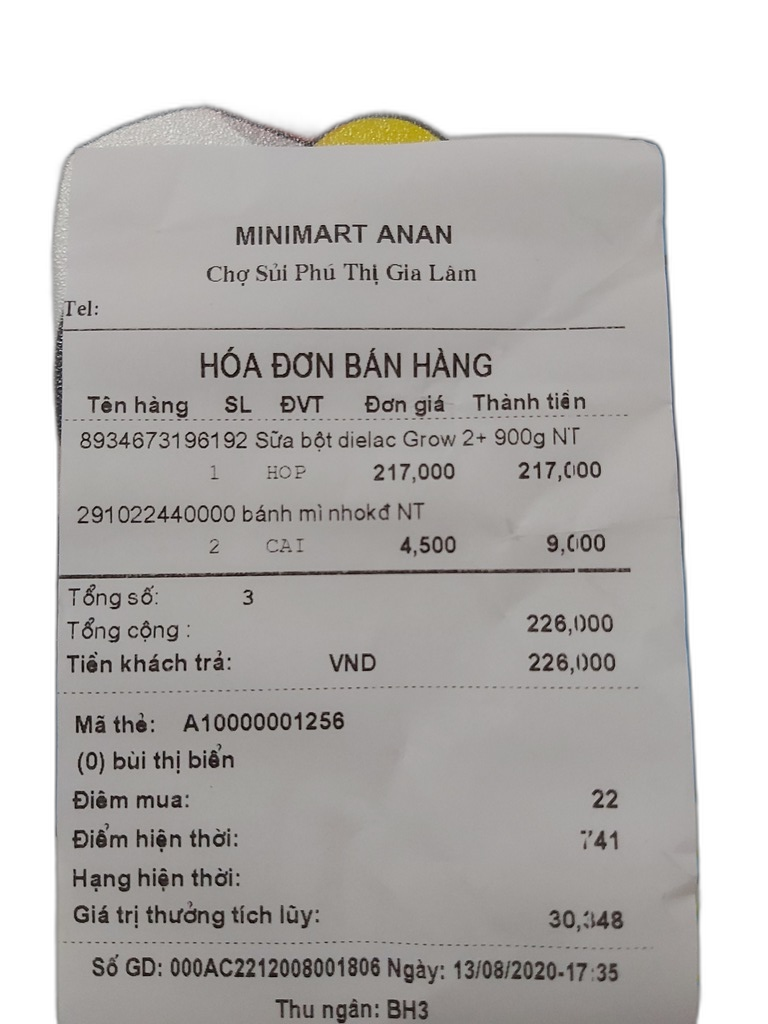 MINIMART ANAN
Chợ Sủi Phú Thị Gia Lâm
Tel:
HÓA ĐƠN BÁN HÀNG
Tên hàng SL ĐVT Đơn giá Thành tiền
8934673196192 Sữa bột dielac Grow 2+ 900g NT
1 HOP 217,000 217,000
291022440000 bánh mì nhokđ NT
2 CAI 4,500 9,000
Tổng số: 3
Tổng cộng : 226,000
Tiền khách trả: VND 226,000
Mã thẻ: A10000001256
(0) bùi thị biển
Điểm mua: 22
Điểm hiện thời: 741
Hạng hiện thời:
Giá trị thưởng tích lũy: 30,348
Số GD: 000AC2212008001806 Ngày: 13/08/2020-17:35
Thu ngân: BH3